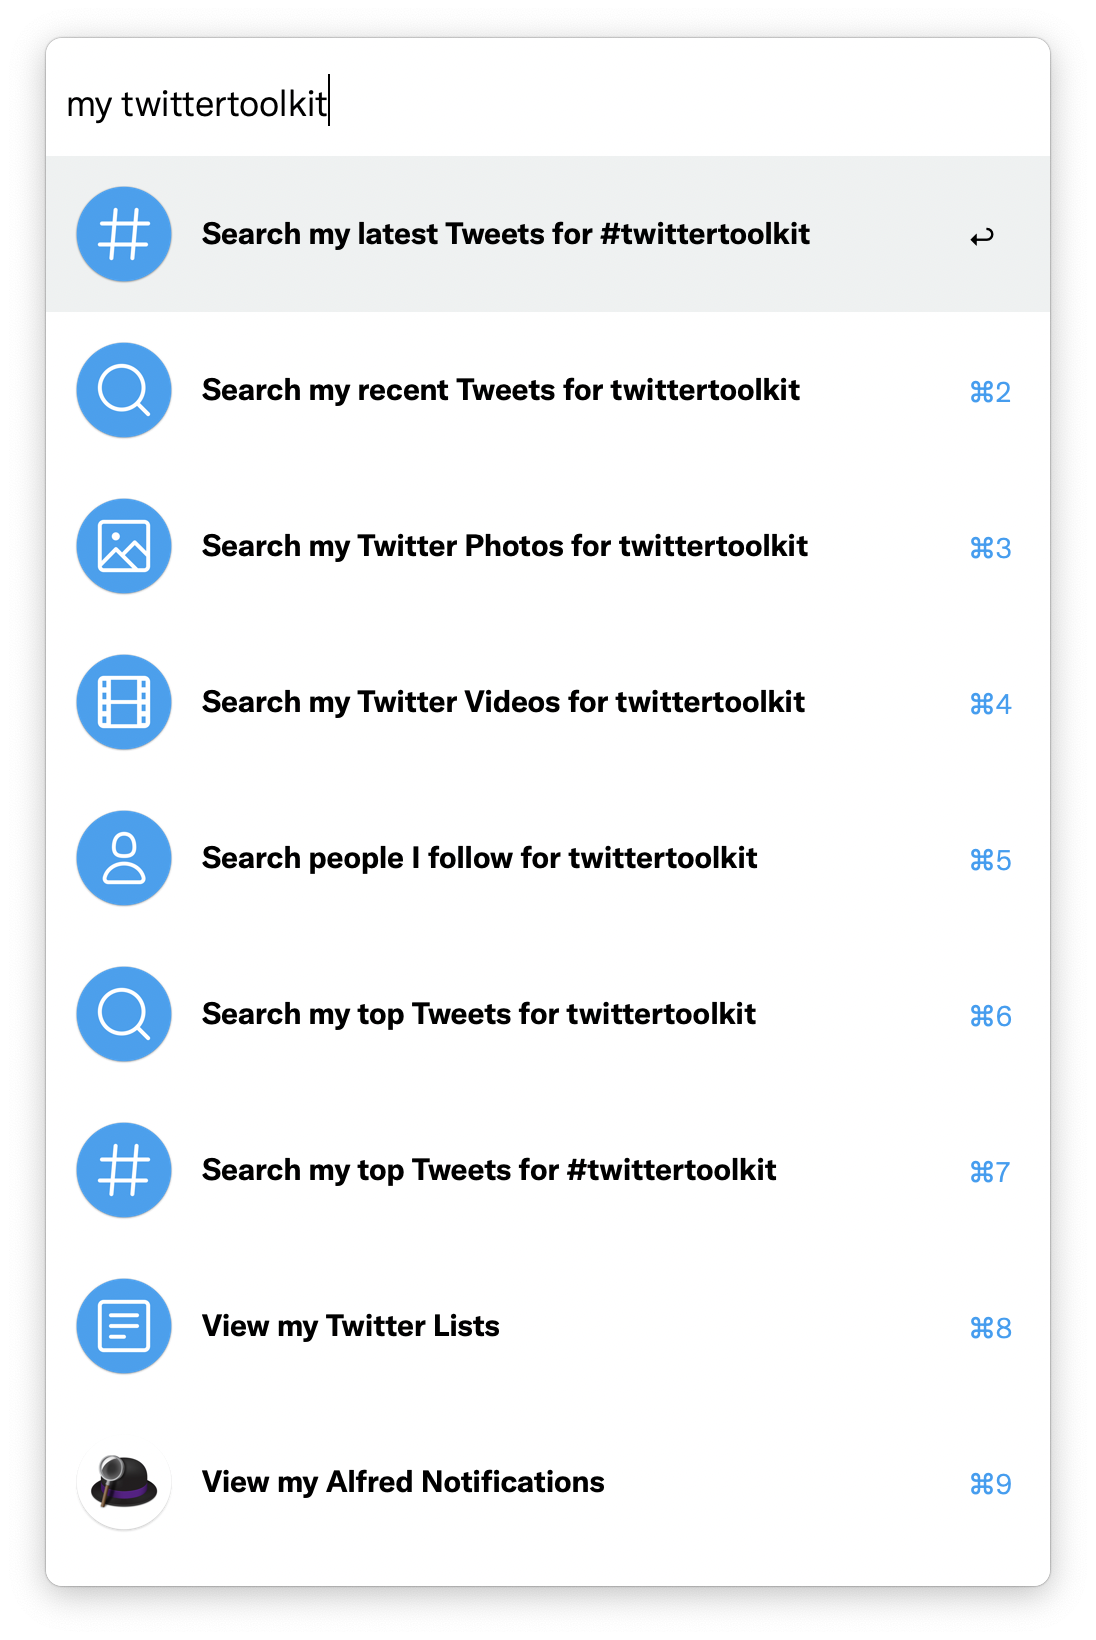 my twittertoolkit
Search my latest Tweets for #twittertoolkit ↩
Search my recent Tweets for twittertoolkit ⌘2
Search my Twitter Photos for twittertoolkit ⌘3
Search my Twitter Videos for twittertoolkit ⌘4
Search people I follow for twittertoolkit ⌘5
Search my top Tweets for twittertoolkit ⌘6
Search my top Tweets for #twittertoolkit ⌘7
View my Twitter Lists ⌘8
View my Alfred Notifications ⌘9